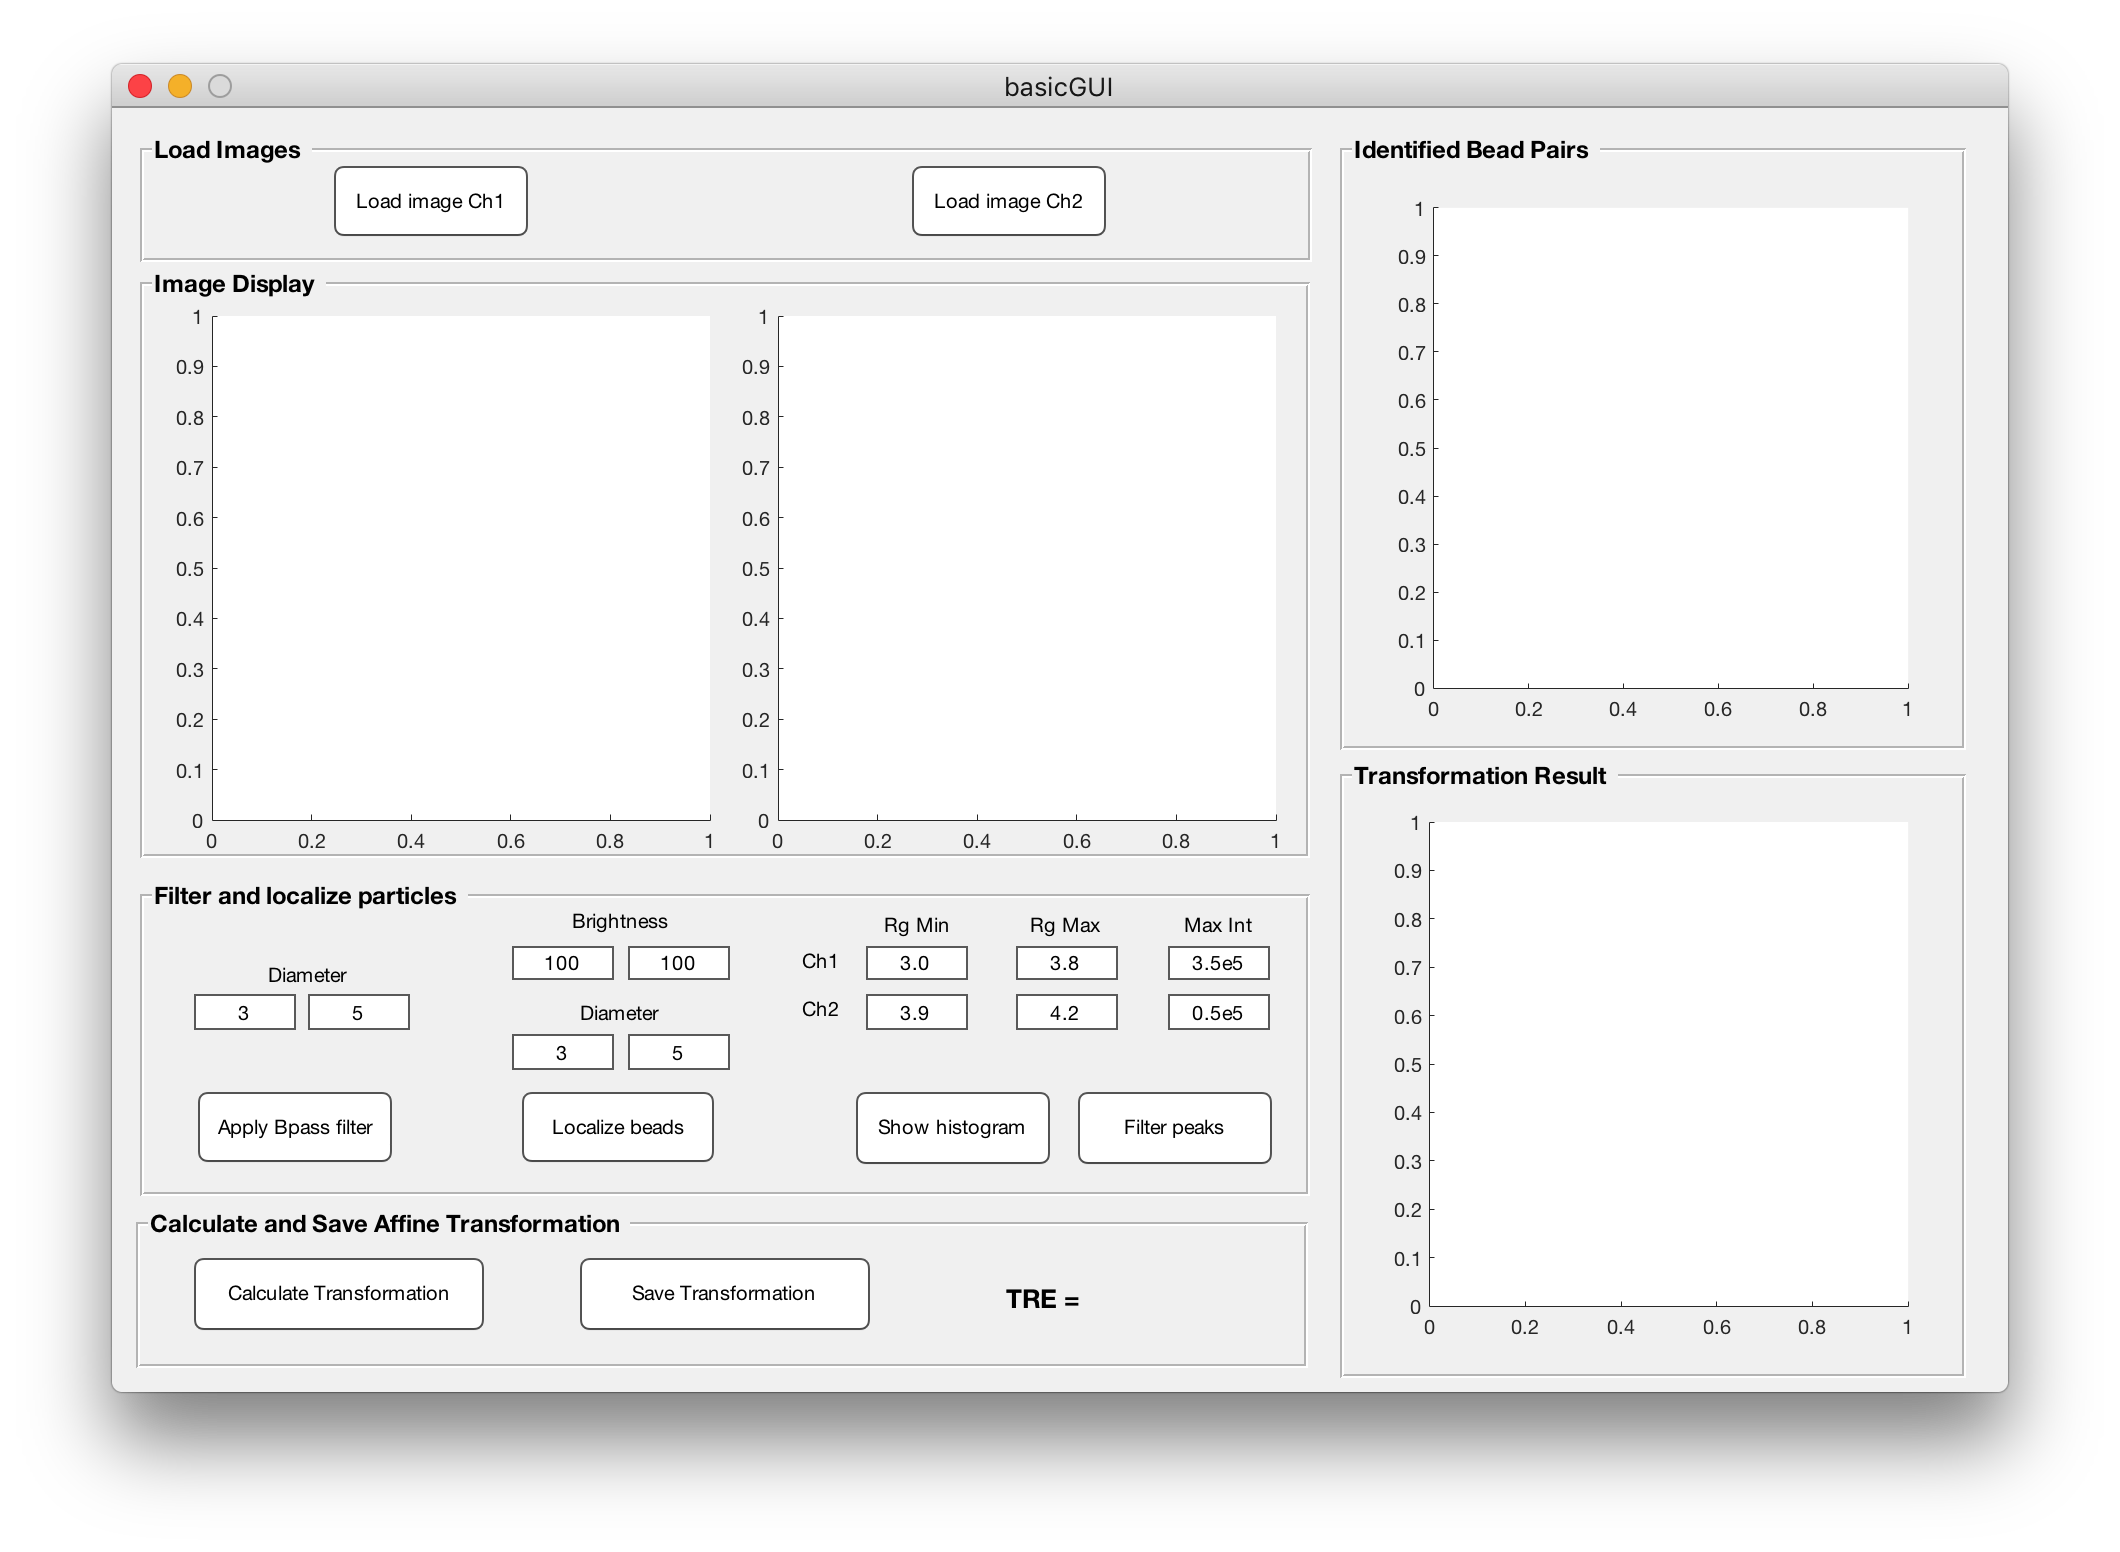 basicGUI
Load Images
Load image Ch1 Load image Ch2
Image Display
1
0.9
0.8
0.7
0.6
0.5
0.4
0.3
0.2
0.1
0
0 0.2 0.4 0.6 0.8 1
1
0.9
0.8
0.7
0.6
0.5
0.4
0.3
0.2
0.1
0
0 0.2 0.4 0.6 0.8 1
Filter and localize particles
Diameter
3 5
Apply Bpass filter
Brightness
100 100
Diameter
3 5
Localize beads
Rg Min Rg Max Max Int
Ch1 3.0 3.8 3.5e5
Ch2 3.9 4.2 0.5e5
Show histogram Filter peaks
Calculate and Save Affine Transformation
Calculate Transformation Save Transformation TRE =
Identified Bead Pairs
1
0.9
0.8
0.7
0.6
0.5
0.4
0.3
0.2
0.1
0
0 0.2 0.4 0.6 0.8 1
Transformation Result
1
0.9
0.8
0.7
0.6
0.5
0.4
0.3
0.2
0.1
0
0 0.2 0.4 0.6 0.8 1